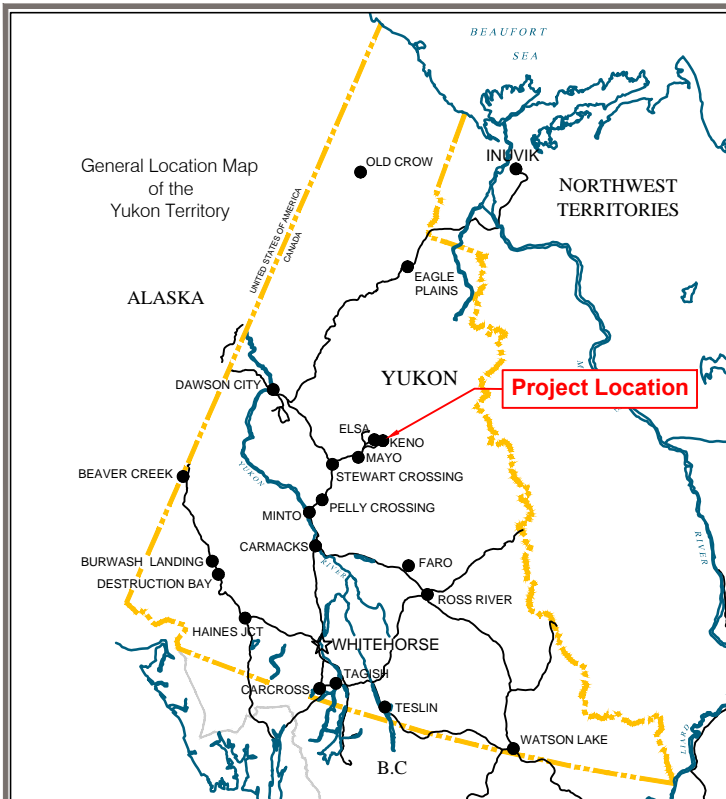 BEAUFORT
SEA
General Location Map
of the
Yukon Territory
OLD CROW
INUVIK
NORTHWEST
TERRITORIES
UNITED STATES OF AMERICA
CANADA
EAGLE
PLAINS
ALASKA
DAWSON CITY
YUKON
Project Location
ELSA
KENO
MAYO
STEWART CROSSING
BEAVER CREEK
YUKON
PELLY CROSSING
MINTO
CARMACKS
RIVER
RIVER
BURWASH LANDING
DESTRUCTION BAY
FARO
ROSS RIVER
HAINES JCT
WHITEHORSE
TAGISH
CARCROSS
TESLIN
WATSON LAKE
LIARD
B.C